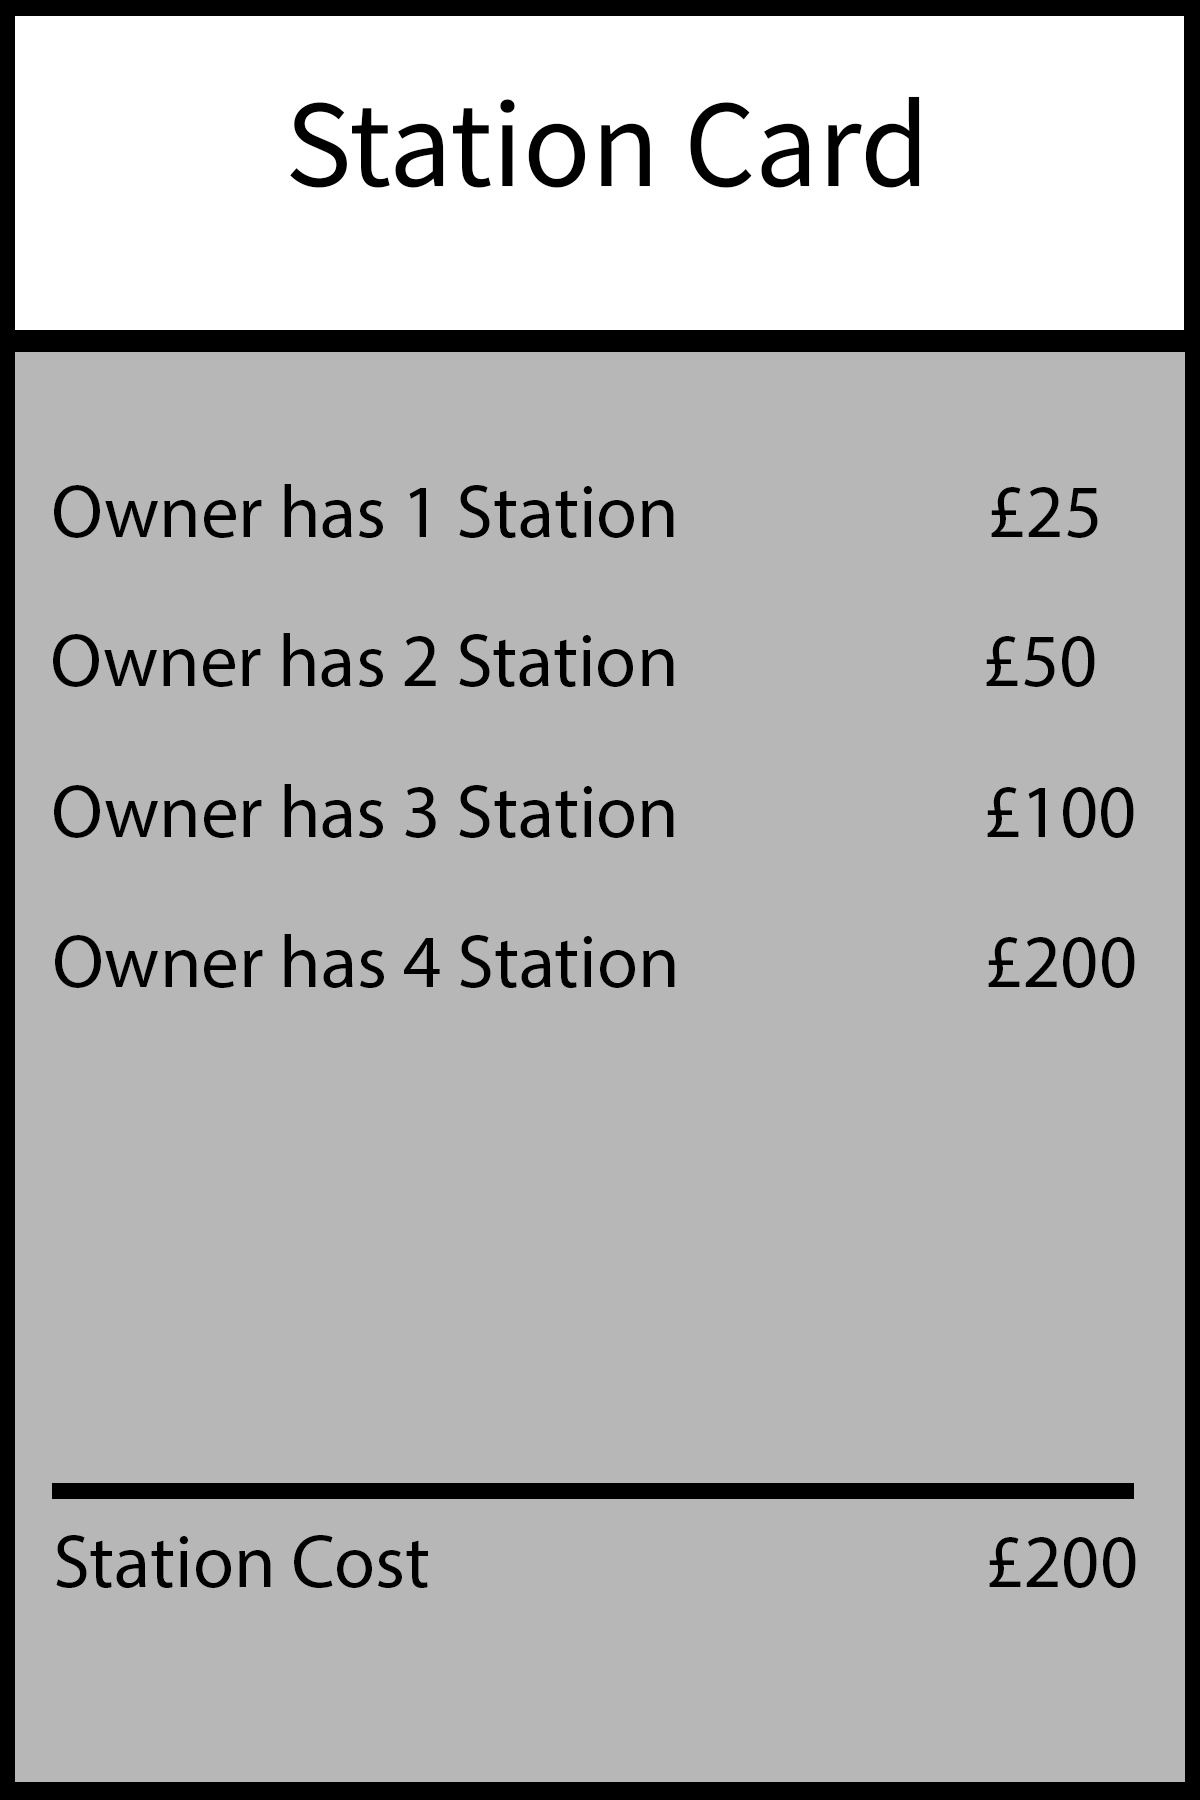 Station Card
Owner has 1 Station £25
Owner has 2 Station £50
Owner has 3 Station £100
Owner has 4 Station £200
Station Cost £200